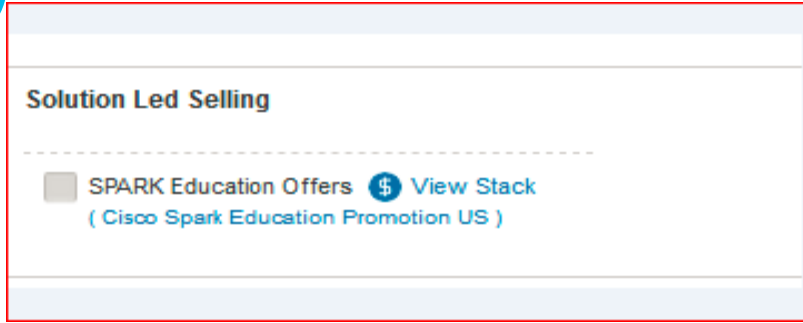 Solution Led Selling
SPARK Education Offers $ View Stack
( Cisco Spark Education Promotion US )